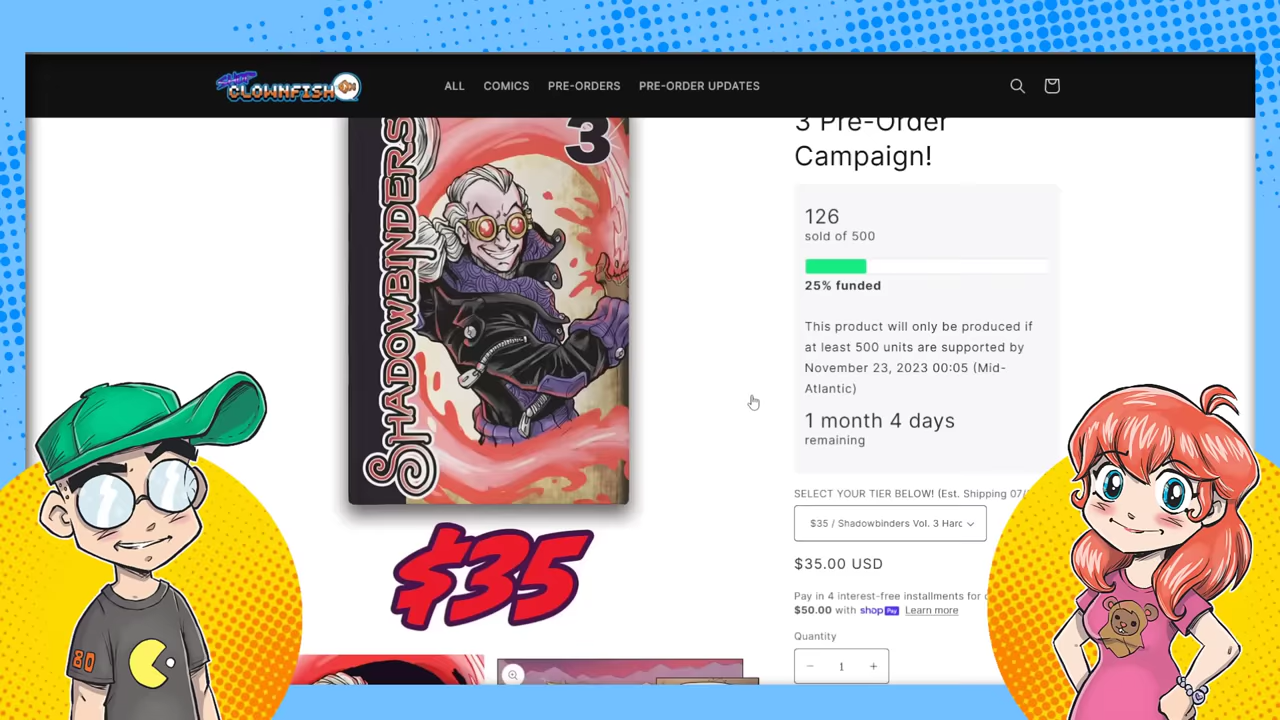 SHOP
CLOWNFISH
ALL
COMICS
PRE-ORDERS
PRE-ORDER UPDATES
3 Pre-Order
Campaign!
SHADOWBINDERS
3
126
sold of 500
25% funded
This product will only be produced if
at least 500 units are supported by
November 23, 2023 00:05 (Mid-
Atlantic)
1 month 4 days
remaining
SELECT YOUR TIER BELOW! (Est. Shipping 07/
$35 / Shadowbinders Vol. 3 Harc
$35.00 USD
$35
Pay in 4 interest-free installments for
$50.00 with shop Pay Learn more
Quantity
− 1 +
80